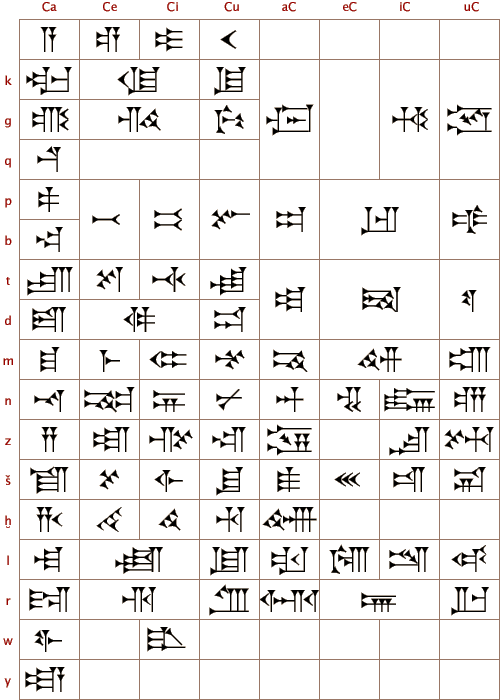 Ca Ce Ci Cu aC eC iC uC
𒀀 𒂊 𒄿 𒌋
k 𒅗 𒆠 𒆪 𒀝 𒅅 𒊌
g 𒂵 𒄀 𒄖
q 𒋡
p 𒉺 𒁁 𒁉 𒁍 𒀊 𒅁 𒌒
b 𒁀
t 𒋫 𒋼 𒋾 𒌅 𒀜 𒀉 𒌓
d 𒁕 𒁲 𒁺
m 𒈠 𒈨 𒈪 𒈬 𒄠 𒅎 𒌝
n 𒈾 𒉈 𒉌 𒉡 𒀭 𒂗 𒅔 𒌦
z 𒍝 𒍢 𒍣 𒍪 𒊍 𒄑 𒊻
š 𒊭 𒊺 𒅆 𒋗 𒀸 𒌍 𒅖 𒍑
ḫ 𒄩 𒃶 𒄭 𒄷 𒄴
l 𒆷 𒇷 𒇻 𒀠 𒂖 𒅋 𒌌
r 𒊏 𒊑 𒊒 𒅈 𒅕 𒌨
w 𒉿 𒃾
y 𒅀